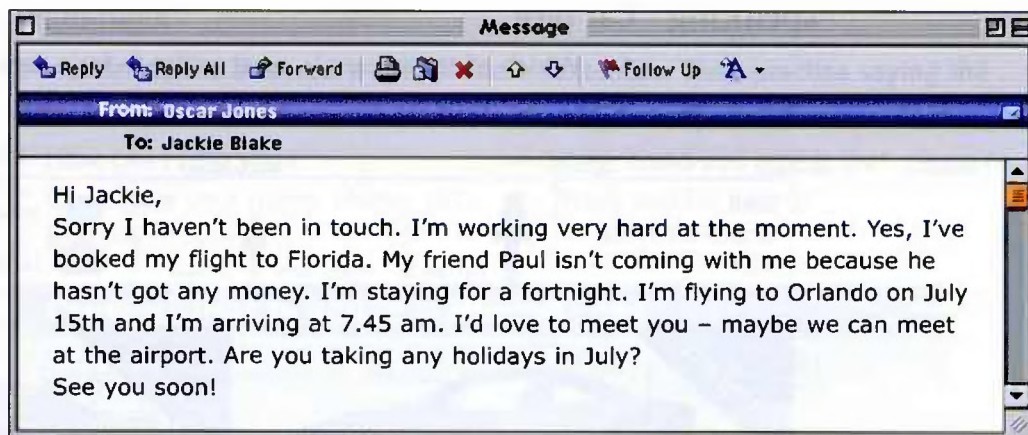 Message
Reply Reply All Forward Follow Up A
From: Oscar Jones
To: Jackie Blake
Hi Jackie,
Sorry I haven't been in touch. I'm working very hard at the moment. Yes, I've
booked my flight to Florida. My friend Paul isn't coming with me because he
hasn't got any money. I'm staying for a fortnight. I'm flying to Orlando on July
15th and I'm arriving at 7.45 am. I'd love to meet you – maybe we can meet
at the airport. Are you taking any holidays in July?
See you soon!